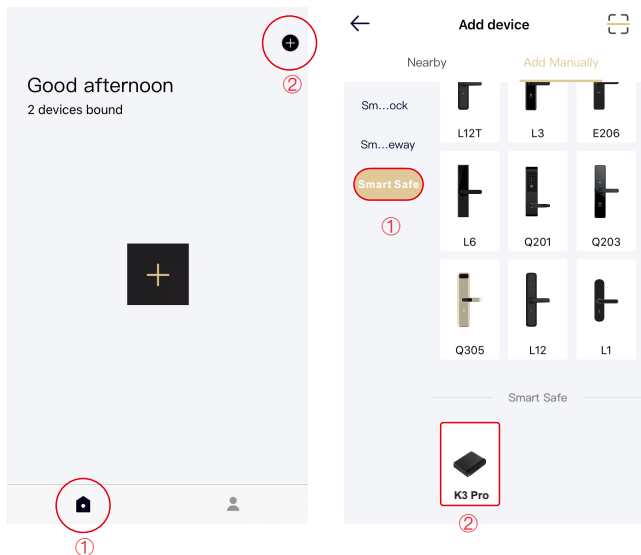 ②
Good afternoon
2 devices bound
①
Add device
Nearby
Add Manually
Sm...ock
Sm...eway
Smart Safe
①
L12T
L3
E206
L6
Q201
Q203
Q305
L12
L1
Smart Safe
K3 Pro
②